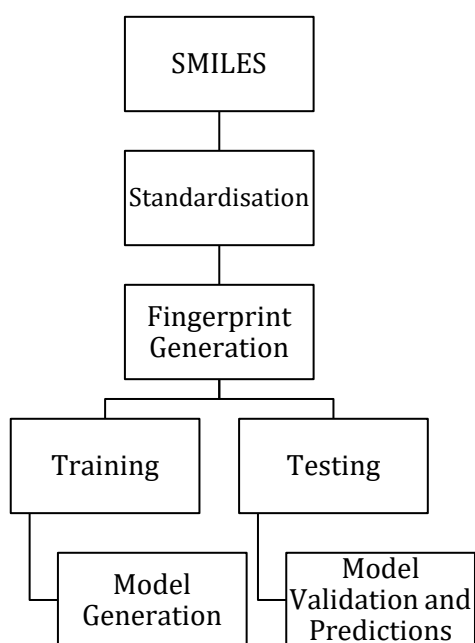 SMILES
Standardisation
Fingerprint
Generation
Training
Testing
Model
Generation
Model
Validation and
Predictions